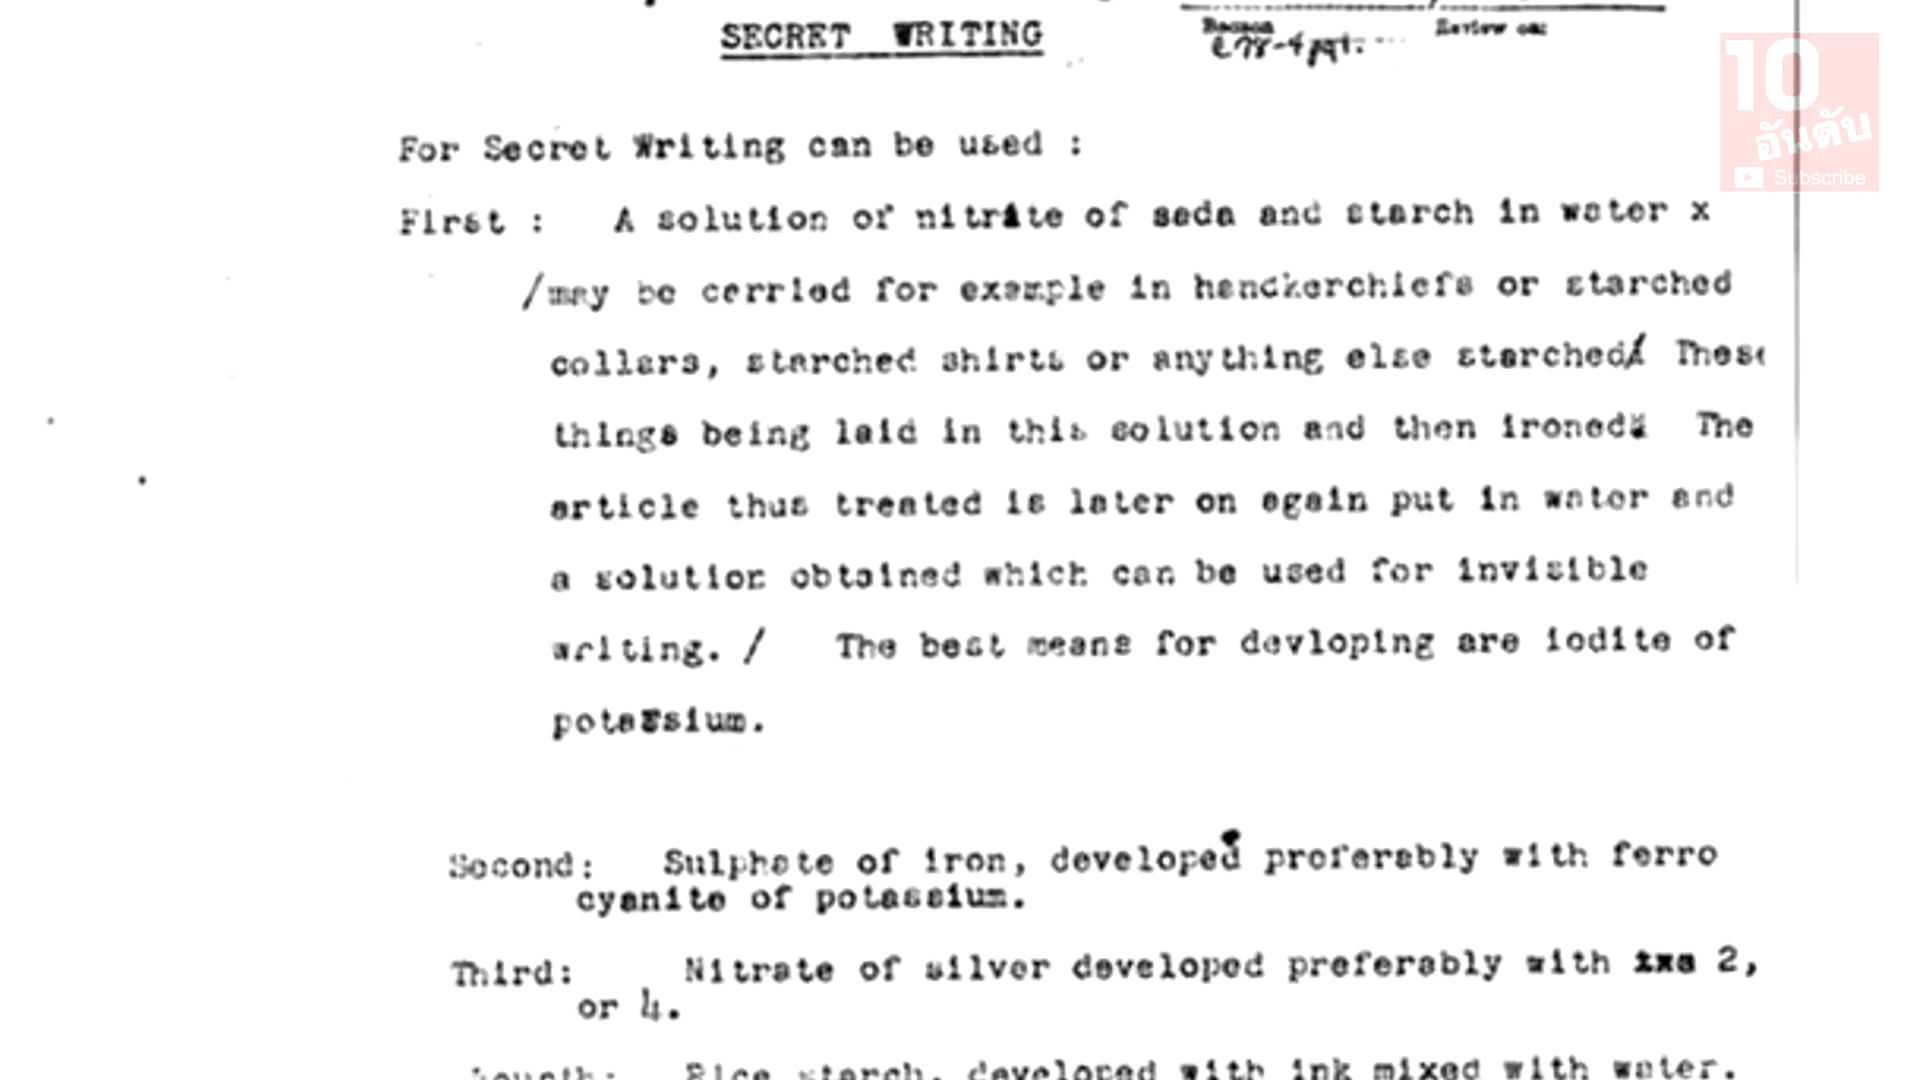 SECRET WRITING
Reason
Review on:
10
อันดับ
Subscribe
For Secret Writing can be used :
First : A solution of nitrate of soda and starch in water x
/may be carried for example in handkerchiefs or starched
collars, starched shirts or anything else starched/ These
things being laid in this solution and then ironed. The
article thus treated is later on again put in water and
a solution obtained which can be used for invisible
writing. / The best means for devloping are iodite of
potassium.
Second: Sulphate of iron, developed preferably with ferro
cyanite of potassium.
Third: Nitrate of silver developed preferably with 2,
or 4.
Fourth: Rice starch, developed with ink mixed with water.